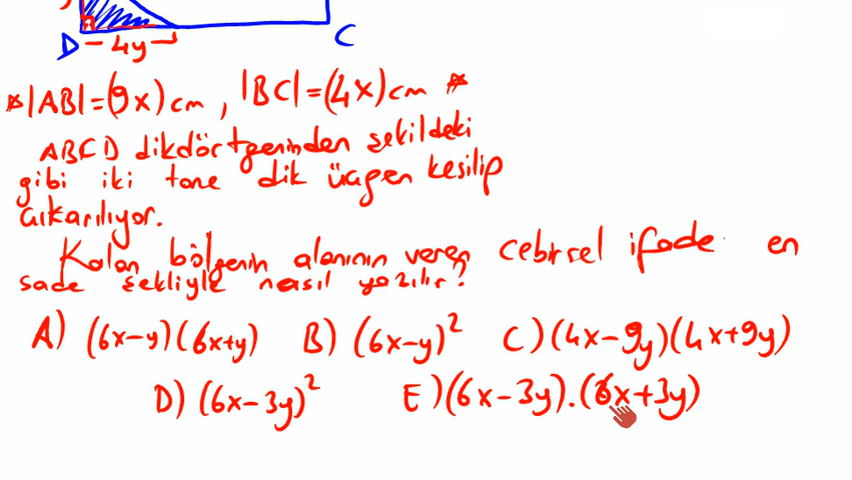 D 4y C
*|AB|=(9x)cm, |BC|=(4x)cm *
ABCD dikdörtgeninden şekildeki
gibi iki tane dik üçgen kesilip
çıkarılıyor.
Kalan bölgenin alanının veren cebirsel ifade en
sade şekliyle nasıl yazılır?
A) (6x-y)(6x+y) B) (6x-y)² C) (4x-9y)(4x+9y)
D) (6x-3y)² E) (6x-3y).(6x+3y)